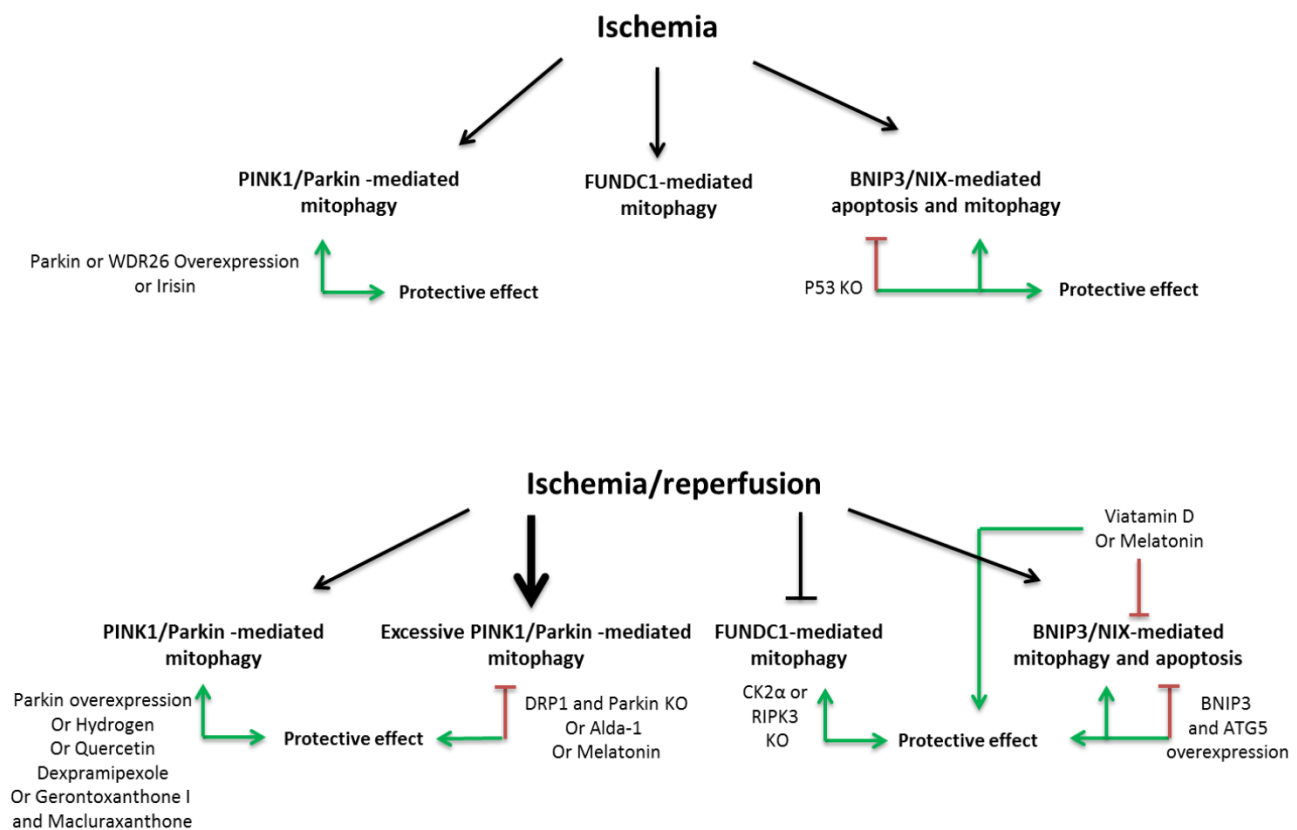 Ischemia
PINK1/Parkin -mediated
mitophagy
FUNDC1-mediated
mitophagy
BNIP3/NIX-mediated
apoptosis and mitophagy
Parkin or WDR26 Overexpression
or Irisin
Protective effect
P53 KO
Protective effect
Ischemia/reperfusion
Viatamin D
Or Melatonin
PINK1/Parkin -mediated
mitophagy
Excessive PINK1/Parkin -mediated
mitophagy
FUNDC1-mediated
mitophagy
BNIP3/NIX-mediated
mitophagy and apoptosis
Parkin overexpression
Or Hydrogen
Or Quercetin
Dexpramipexole
Or Gerontoxanthone I
and Macluraxanthone
Protective effect
DRP1 and Parkin KO
Or Alda-1
Or Melatonin
CK2α or
RIPK3
KO
Protective effect
BNIP3
and ATG5
overexpression